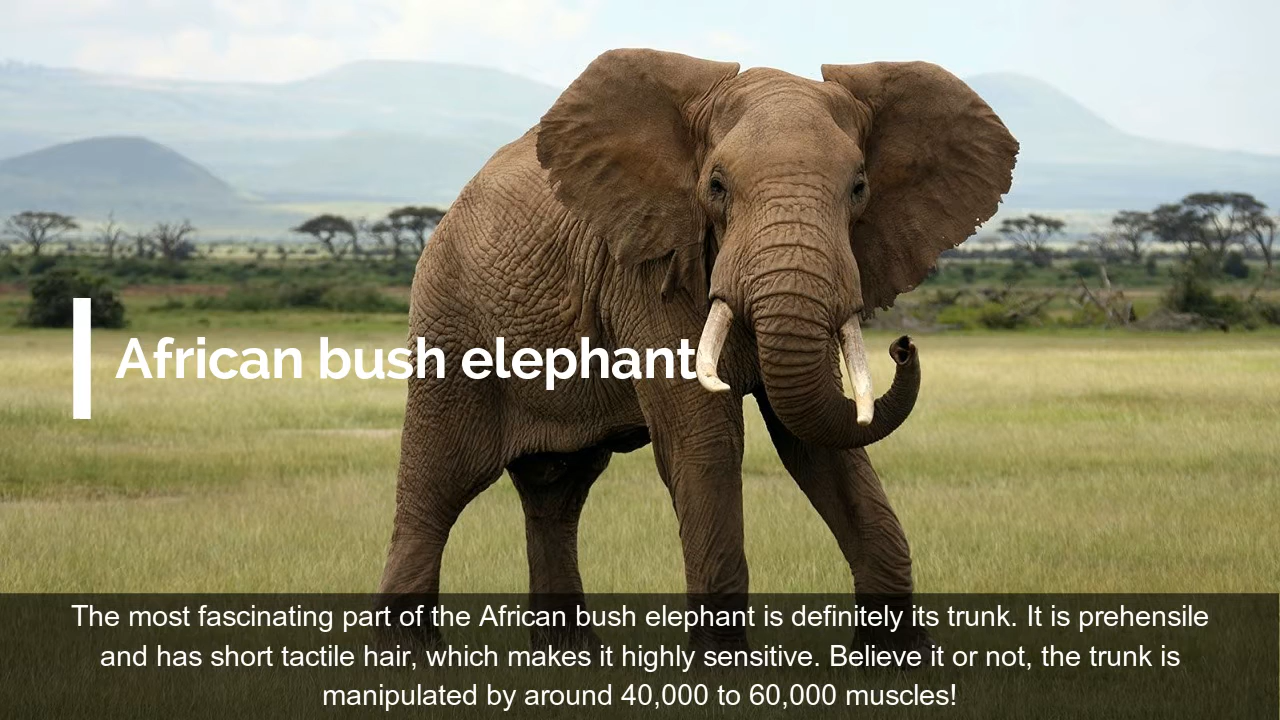 African bush elephant
The most fascinating part of the African bush elephant is definitely its trunk. It is prehensile
and has short tactile hair, which makes it highly sensitive. Believe it or not, the trunk is
manipulated by around 40,000 to 60,000 muscles!